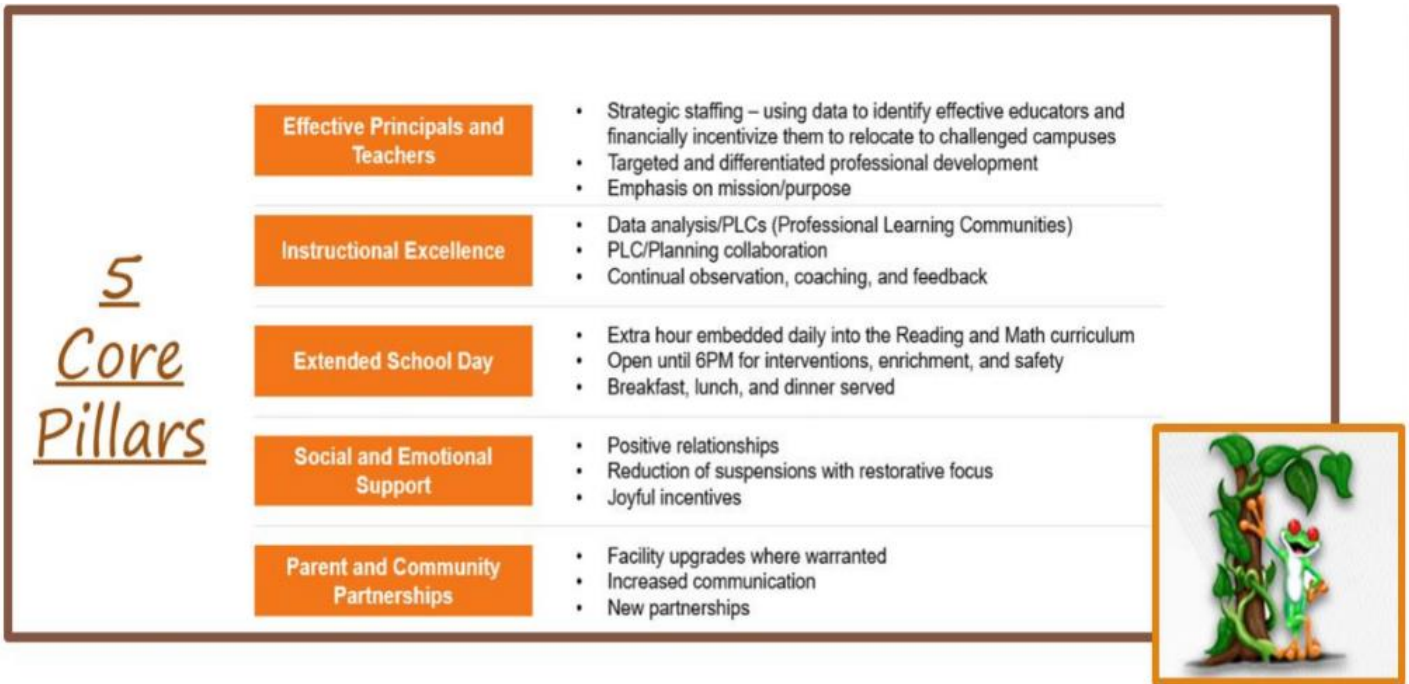 5
Core
Pillars
Effective Principals and
Teachers
• Strategic staffing – using data to identify effective educators and
financially incentivize them to relocate to challenged campuses
• Targeted and differentiated professional development
• Emphasis on mission/purpose
Instructional Excellence
• Data analysis/PLCs (Professional Learning Communities)
• PLC/Planning collaboration
• Continual observation, coaching, and feedback
Extended School Day
• Extra hour embedded daily into the Reading and Math curriculum
• Open until 6PM for interventions, enrichment, and safety
• Breakfast, lunch, and dinner served
Social and Emotional
Support
• Positive relationships
• Reduction of suspensions with restorative focus
• Joyful incentives
Parent and Community
Partnerships
• Facility upgrades where warranted
• Increased communication
• New partnerships